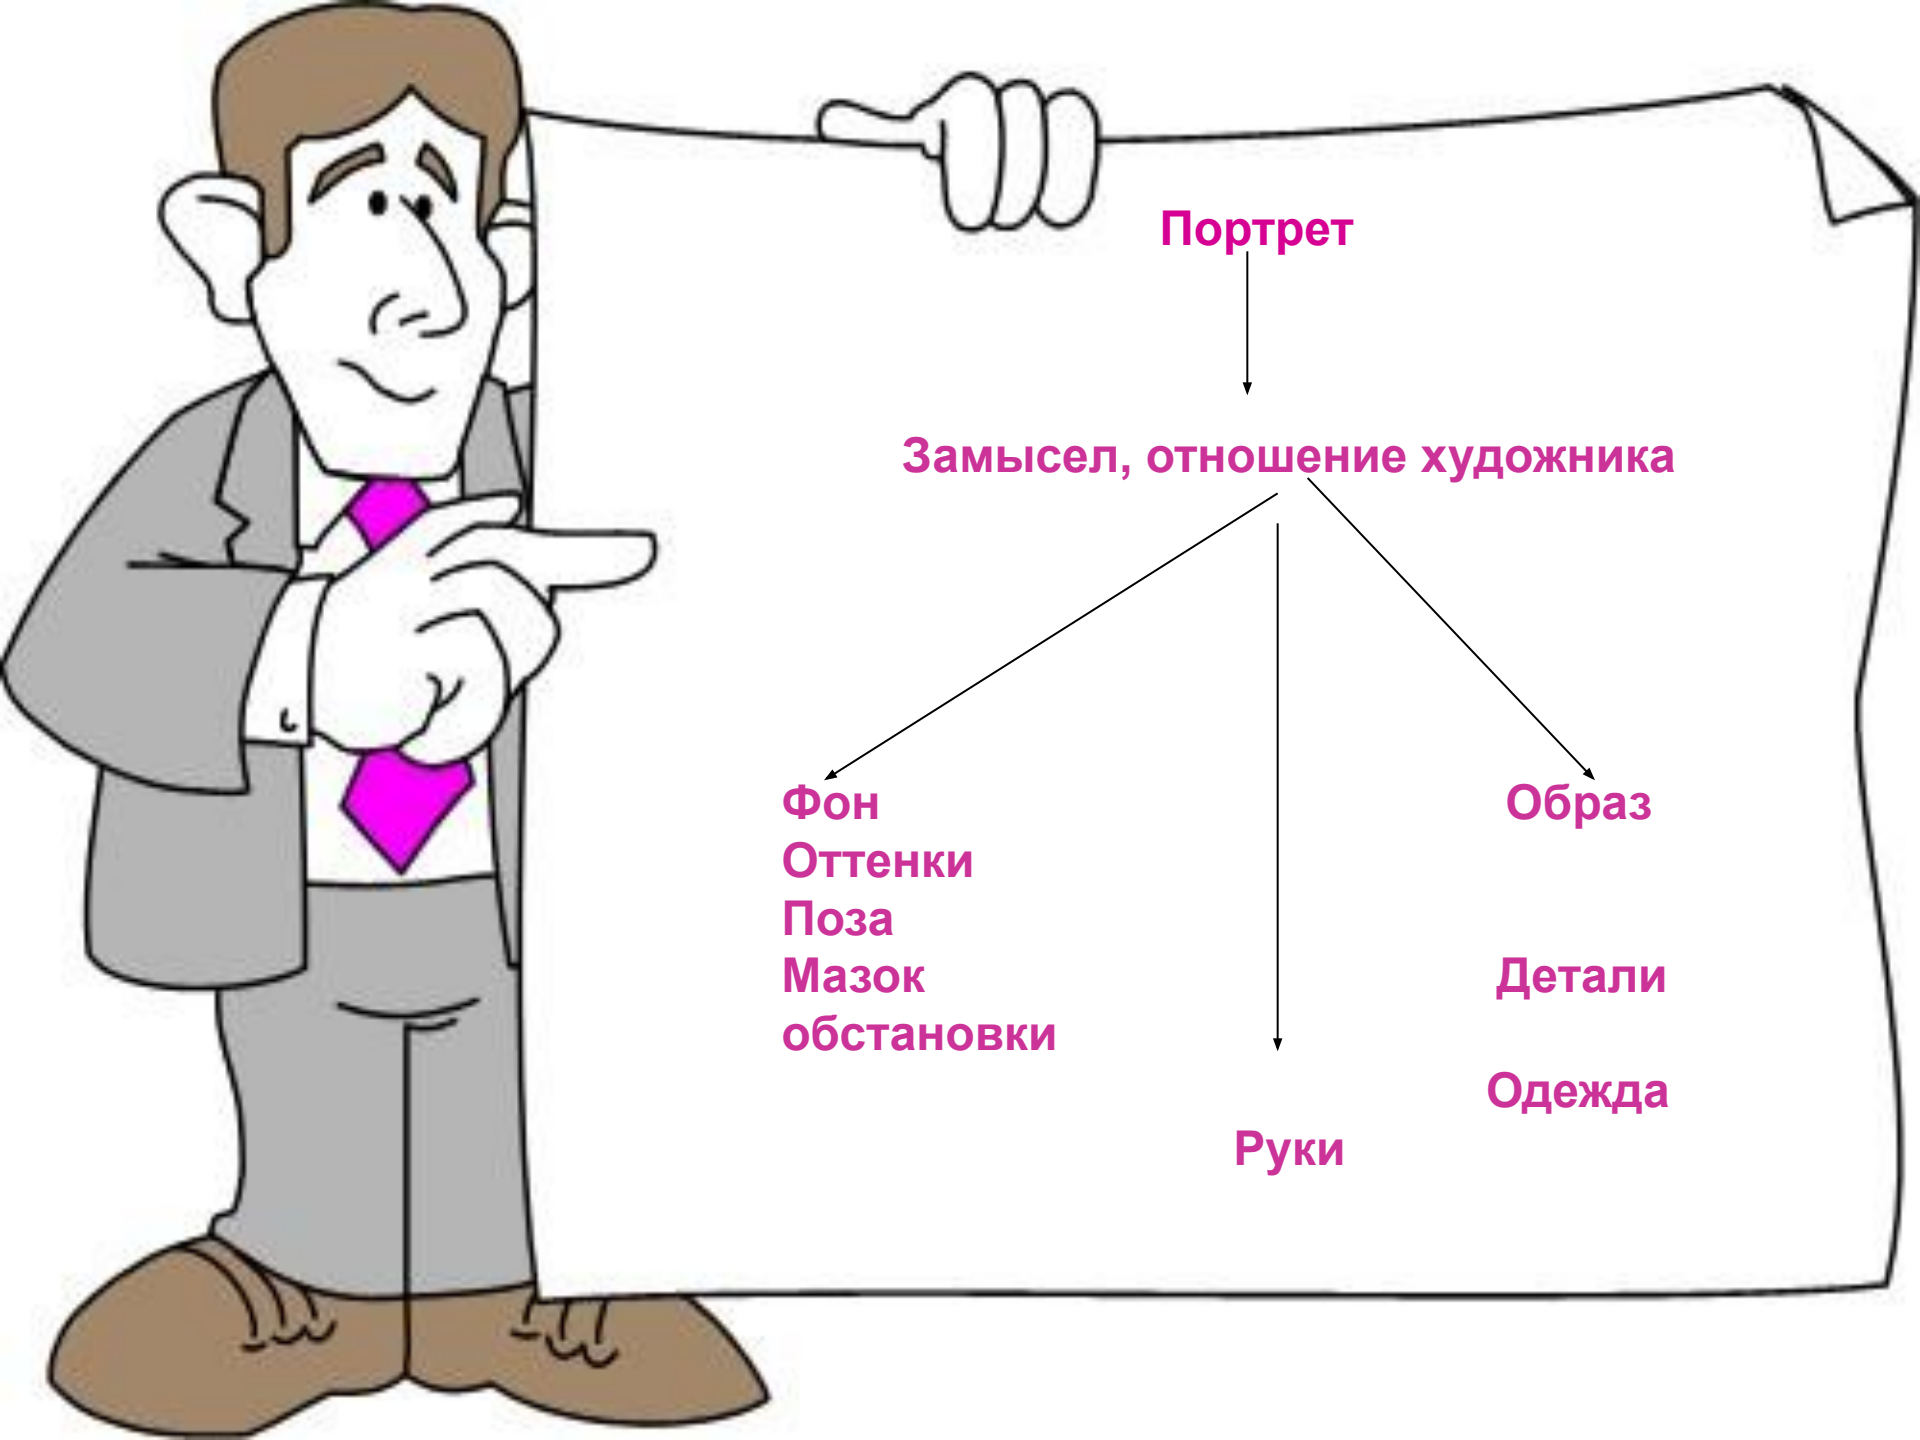 Портрет
Замысел, отношение художника
Фон
Образ
Оттенки
Поза
Мазок
Детали
обстановки
Одежда
Руки